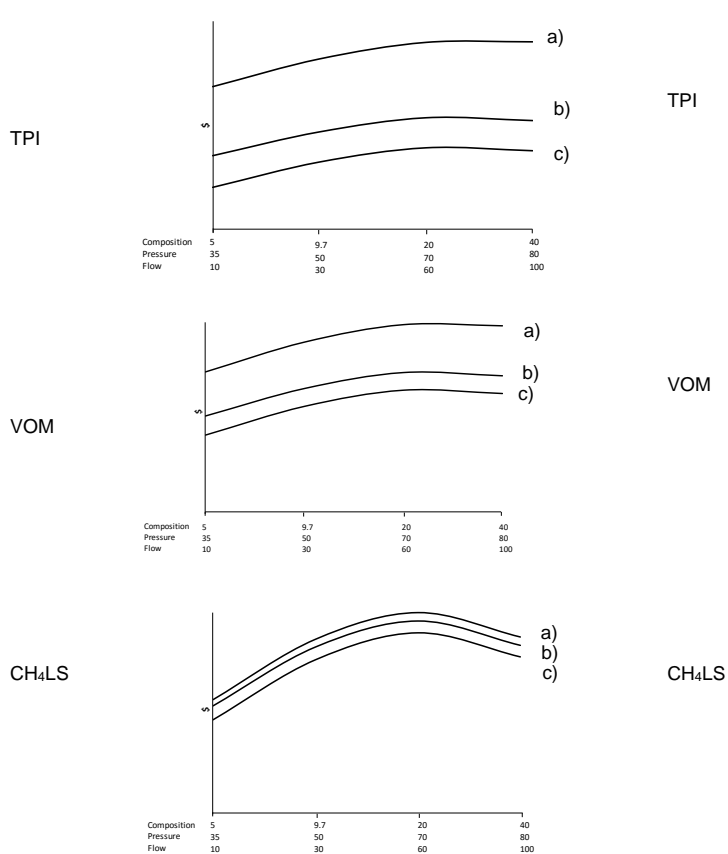 a)
TPI
TPI
b)
$
c)
Composition 5 9.7 20 40
Pressure 35 50 70 80
Flow 10 30 60 100
a)
VOM
VOM
b)
$
c)
Composition 5 9.7 20 40
Pressure 35 50 70 80
Flow 10 30 60 100
a)
b)
CH₄LS
CH₄LS
c)
$
Composition 5 9.7 20 40
Pressure 35 50 70 80
Flow 10 30 60 100